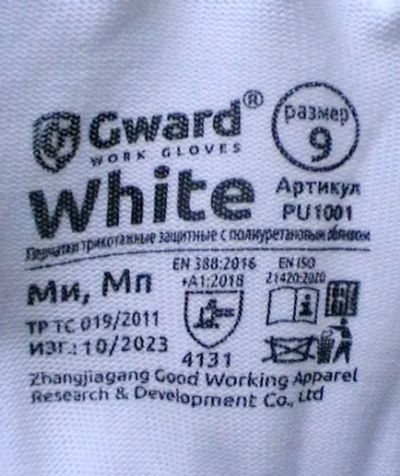 Gward®
WORK GLOVES
размер
9
White
Артикул
PU1001
Перчатки трикотажные защитные с полиуретановым обливом
Ми, Мп
EN 388:2016
+A1:2018
EN ISO
21420:2020
ТР ТС 019/2011
ИЗГ.: 10/2023
4131
i
Zhangjiagang Good Working Apparel
Research & Development Co., Ltd